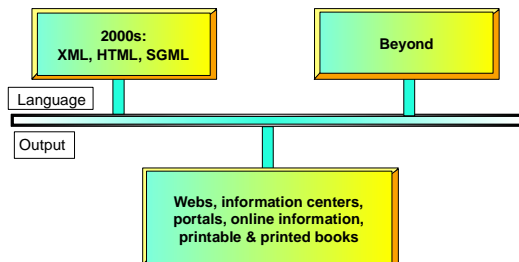 2000s:
XML, HTML, SGML
Beyond
Language
Output
Webs, information centers,
portals, online information,
printable & printed books